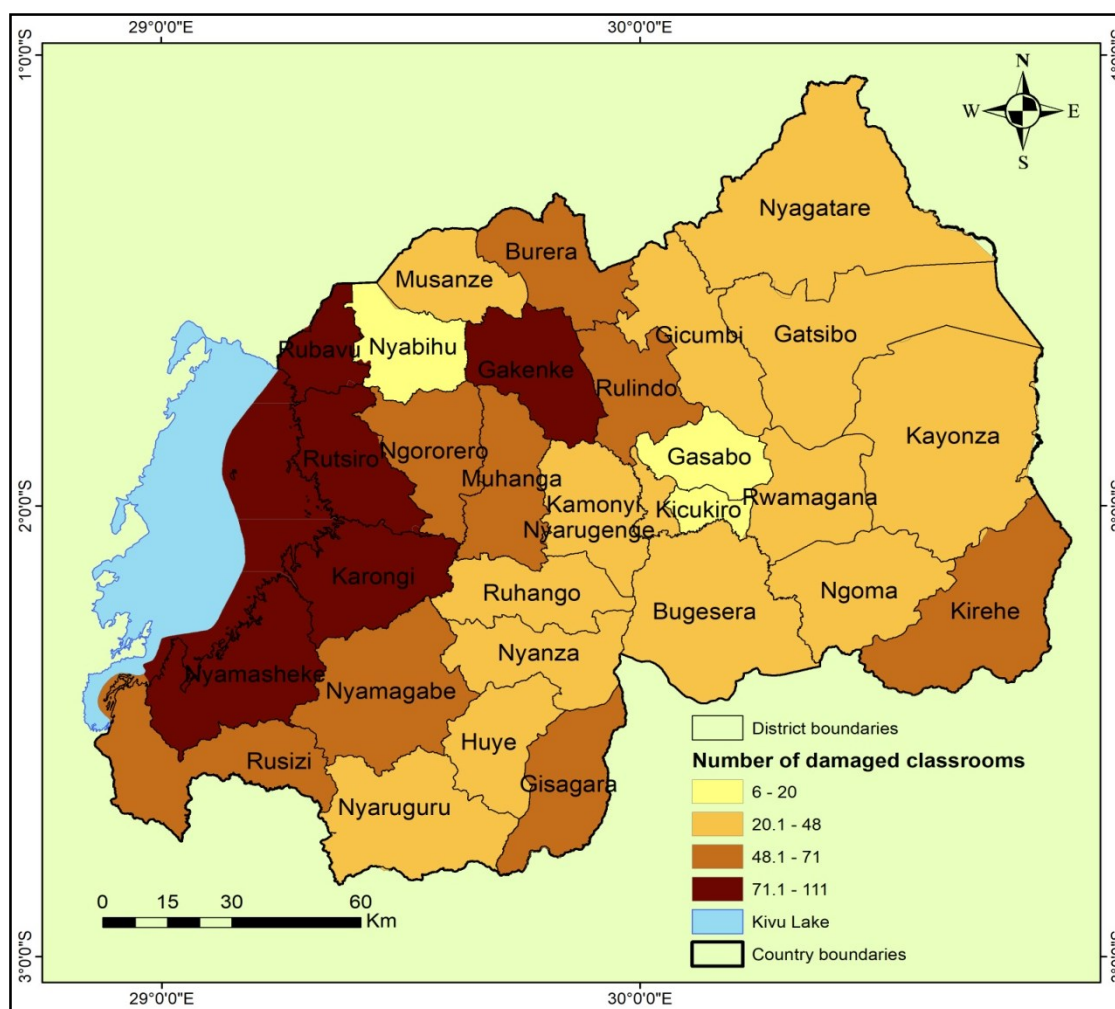 29°0'0"E
30°0'0"E
1°0'0"S
N
W
E
S
Nyagatare
Burera
Musanze
Gicumbi
Gatsibo
Rubavu
Nyabihu
Gakenke
Rulindo
Kayonza
Ngororero
Gasabo
Rutsiro
Muhanga
Rwamagana
Kamonyi
Kicukiro
2°0'0"S
Nyarugenge
Karongi
Ruhango
Bugesera
Ngoma
Kirehe
Nyanza
Nyamasheke
Nyamagabe
Huye
Rusizi
Gisagara
Nyaruguru
District boundaries
Number of damaged classrooms
6 - 20
20.1 - 48
48.1 - 71
71.1 - 111
Kivu Lake
Country boundaries
0 15 30 60
Km
3°0'0"S
29°0'0"E
30°0'0"E